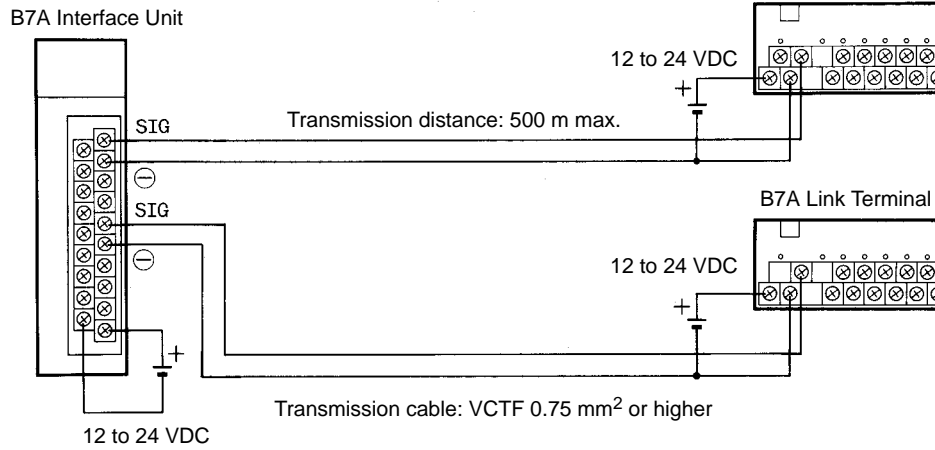 B7A Interface Unit
12 to 24 VDC
SIG
Transmission distance: 500 m max.
SIG
B7A Link Terminal
12 to 24 VDC
Transmission cable: VCTF 0.75 mm² or higher
12 to 24 VDC